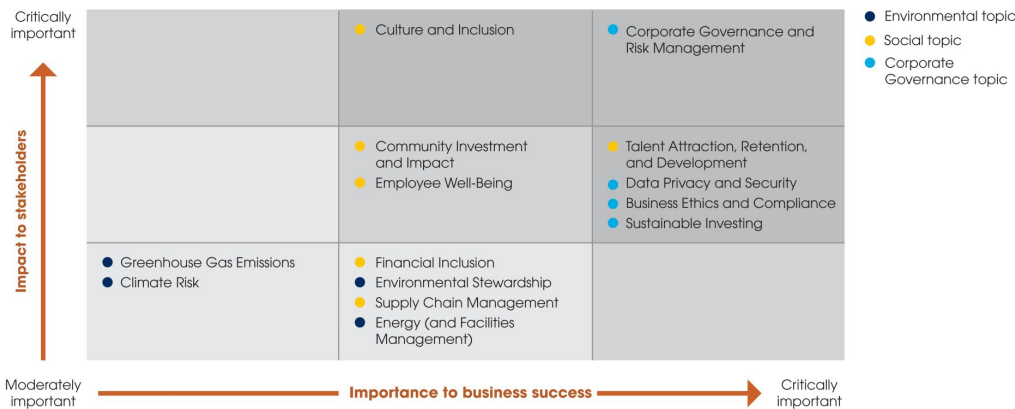 Critically
important
Culture and Inclusion
Corporate Governance and
Risk Management
Environmental topic
Social topic
Corporate
Governance topic
Impact to stakeholders
Community Investment
and Impact
Employee Well-Being
Talent Attraction, Retention,
and Development
Data Privacy and Security
Business Ethics and Compliance
Sustainable Investing
Greenhouse Gas Emissions
Climate Risk
Financial Inclusion
Environmental Stewardship
Supply Chain Management
Energy (and Facilities
Management)
Moderately
important
Importance to business success
Critically
important